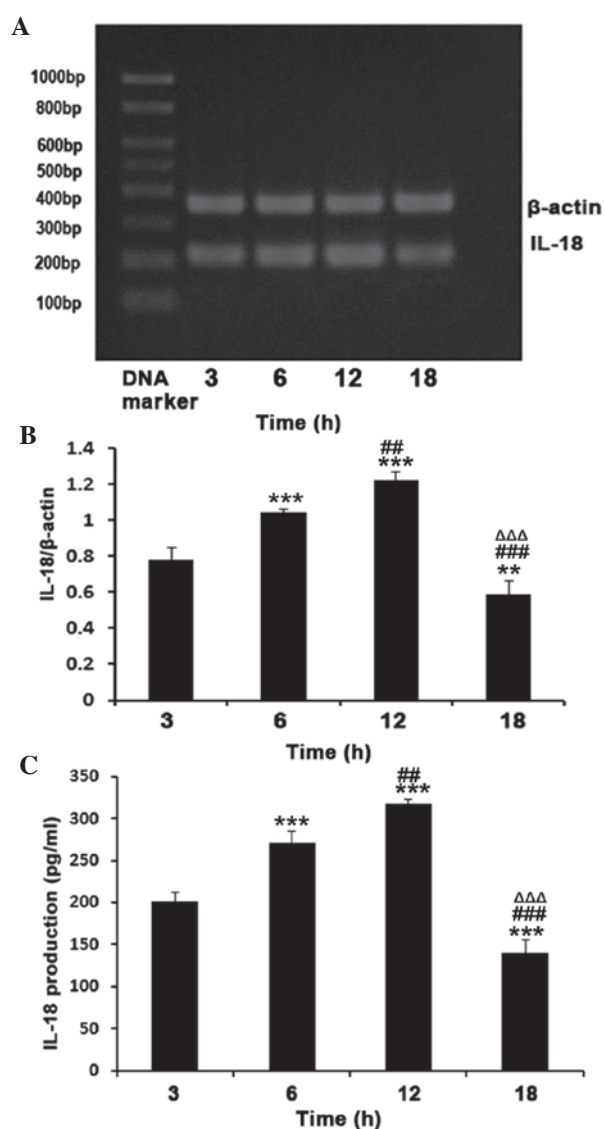 A
1000bp
800bp
600bp
500bp
400bp
300bp
200bp
100bp
β-actin
IL-18
DNA marker 3 6 12 18
Time (h)
B
IL-18/β-actin
1.4
1.2
1
0.8
0.6
0.4
0.2
0
***
##
***
ΔΔΔ
###
**
3 6 12 18
Time (h)
C
IL-18 production (pg/ml)
350
300
250
200
150
100
50
0
***
##
***
ΔΔΔ
###
***
3 6 12 18
Time (h)